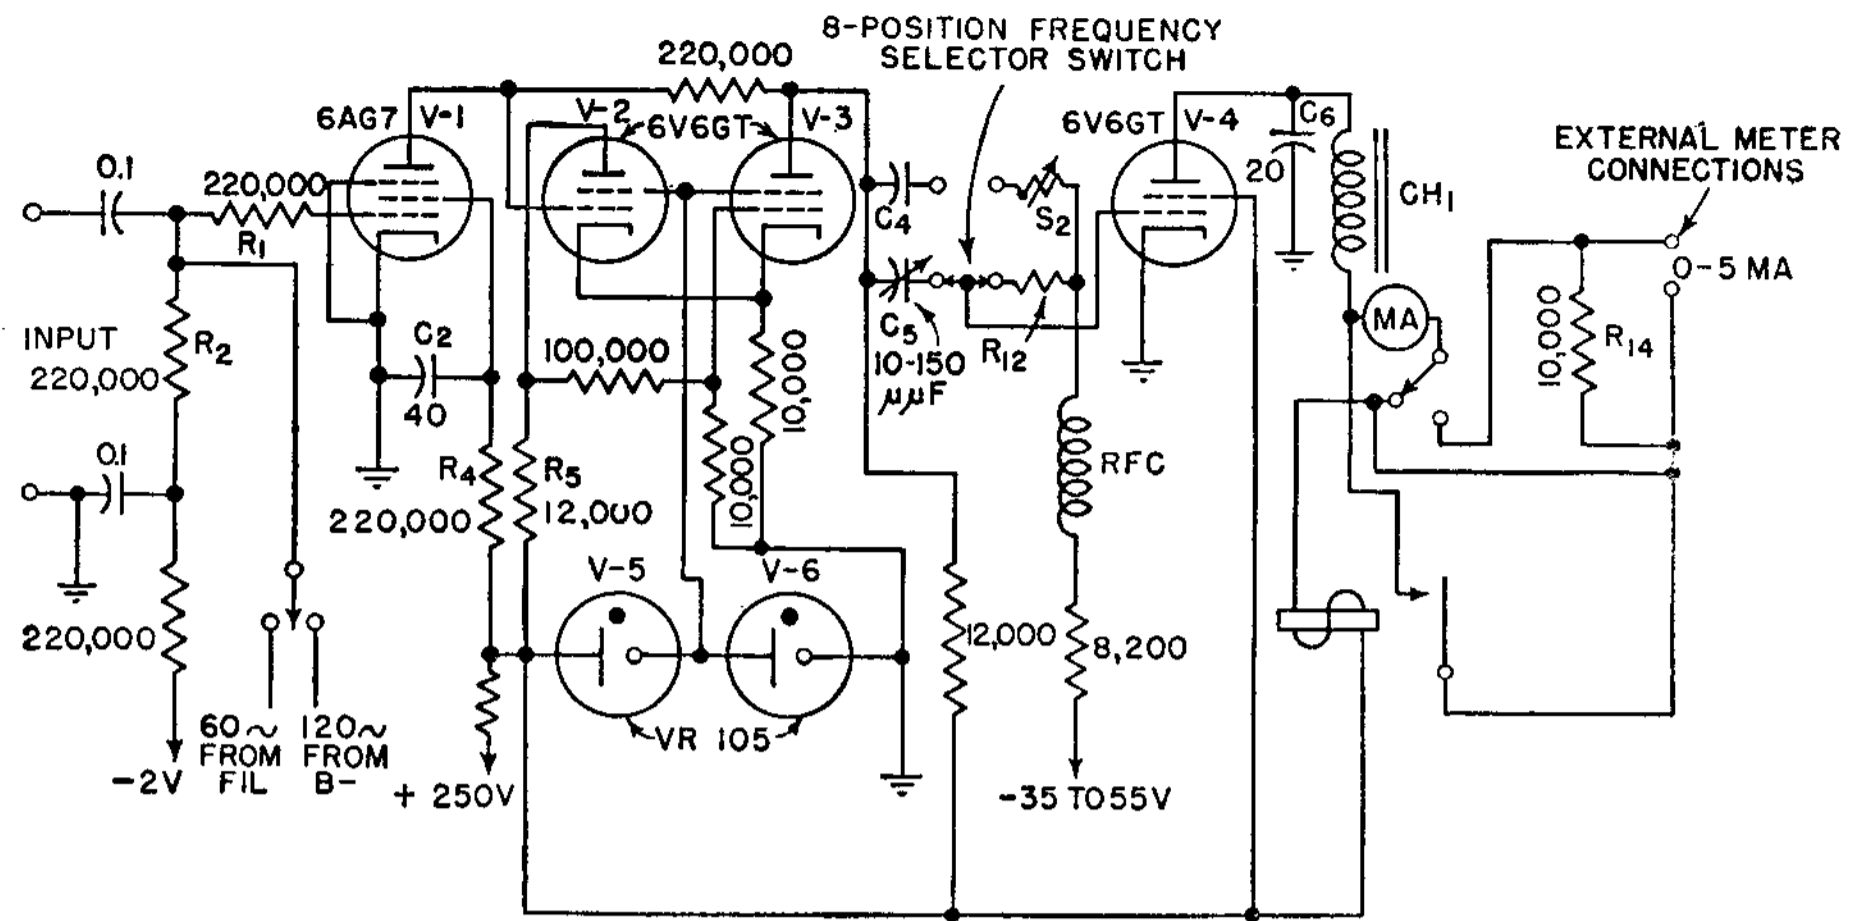 8-POSITION FREQUENCY
SELECTOR SWITCH
220,000
6AG7
V-1
V-2
6V6GT
V-3
6V6GT
V-4
C6
20
EXTERNAL METER
CONNECTIONS
0.1
220,000
R1
C4
S2
CH1
0-5 MA
INPUT
220,000
R2
C2
40
100,000
10,000
10,000
C5
10-150
μμF
R12
MA
10,000
R14
0.1
R4
220,000
R5
12,000
RFC
V-5
V-6
220,000
12,000
8,200
VR 105
-2V
60~
FROM
FIL
120~
FROM
B-
+ 250V
-35 TO 55V